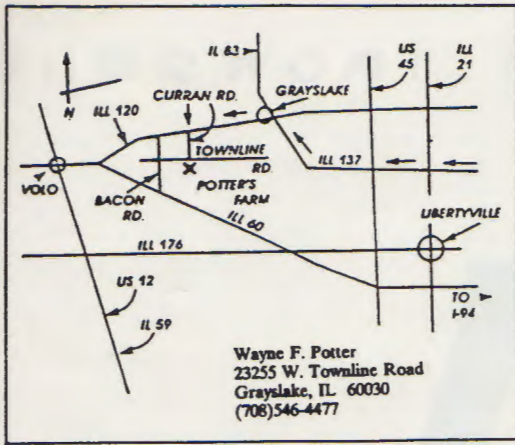 IL 83
US
45
ILL
21
N
ILL 120
CURRAN RD.
GRAYSLAKE
TOWNLINE
RD.
ILL 137
VOLO
BACON
RD.
POTTER'S
FARM
ILL 60
LIBERTYVILLE
ILL 176
US 12
IL 59
TO
I-94
Wayne F. Potter
23255 W. Townline Road
Grayslake, IL 60030
(708)546-4477